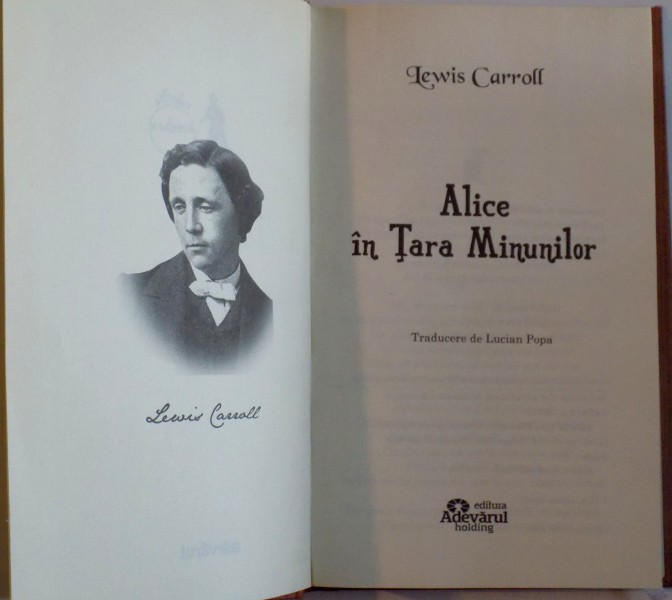 Lewis Carroll
Lewis Carroll
Alice
în Ţara Minunilor
Traducere de Lucian Popa
editura
Adevărul
holding